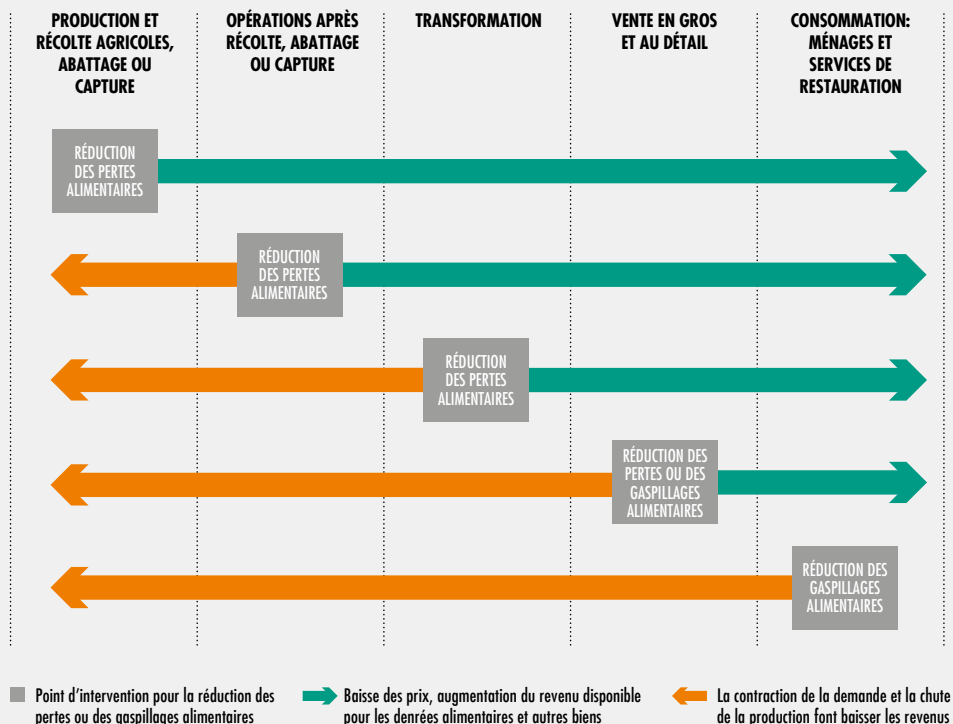 PRODUCTION ET
RÉCOLTE AGRICOLES,
ABATTAGE OU
CAPTURE
OPÉRATIONS APRÈS
RÉCOLTE, ABATTAGE
OU CAPTURE
TRANSFORMATION
VENTE EN GROS
ET AU DÉTAIL
CONSOMMATION:
MÉNAGES ET
SERVICES DE
RESTAURATION
RÉDUCTION
DES PERTES
ALIMENTAIRES
RÉDUCTION
DES PERTES
ALIMENTAIRES
RÉDUCTION
DES PERTES
ALIMENTAIRES
RÉDUCTION DES
PERTES OU DES
GASPILLAGES
ALIMENTAIRES
RÉDUCTION DES
GASPILLAGES
ALIMENTAIRES
Point d'intervention pour la réduction des
pertes ou des gaspillages alimentaires
Baisse des prix, augmentation du revenu disponible
pour les denrées alimentaires et autres biens
La contraction de la demande et la chute
de la production font baisser les revenus